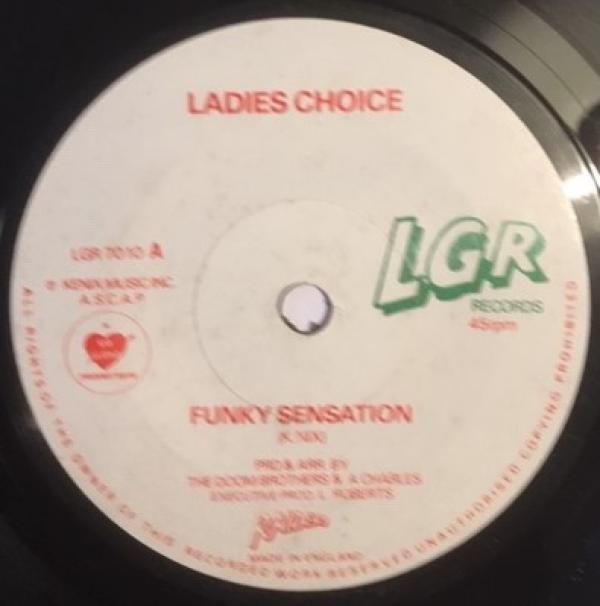 LADIES CHOICE
L.G.R
RECORDS
45rpm
LGR 7010 A
℗ KENIX MUSIC INC.
A.S.C.A.P.
FUNKY SENSATION
(K.NIX)
PRD & ARR. BY
THE DOOM BROTHERS & A CHARLES
EXECUTIVE PROD. L. ROBERTS
MADE IN ENGLAND
ALL RIGHTS OF THE OWNER OF THIS RECORDED WORK RESERVED UNAUTHORISED COPYING PROHIBITED